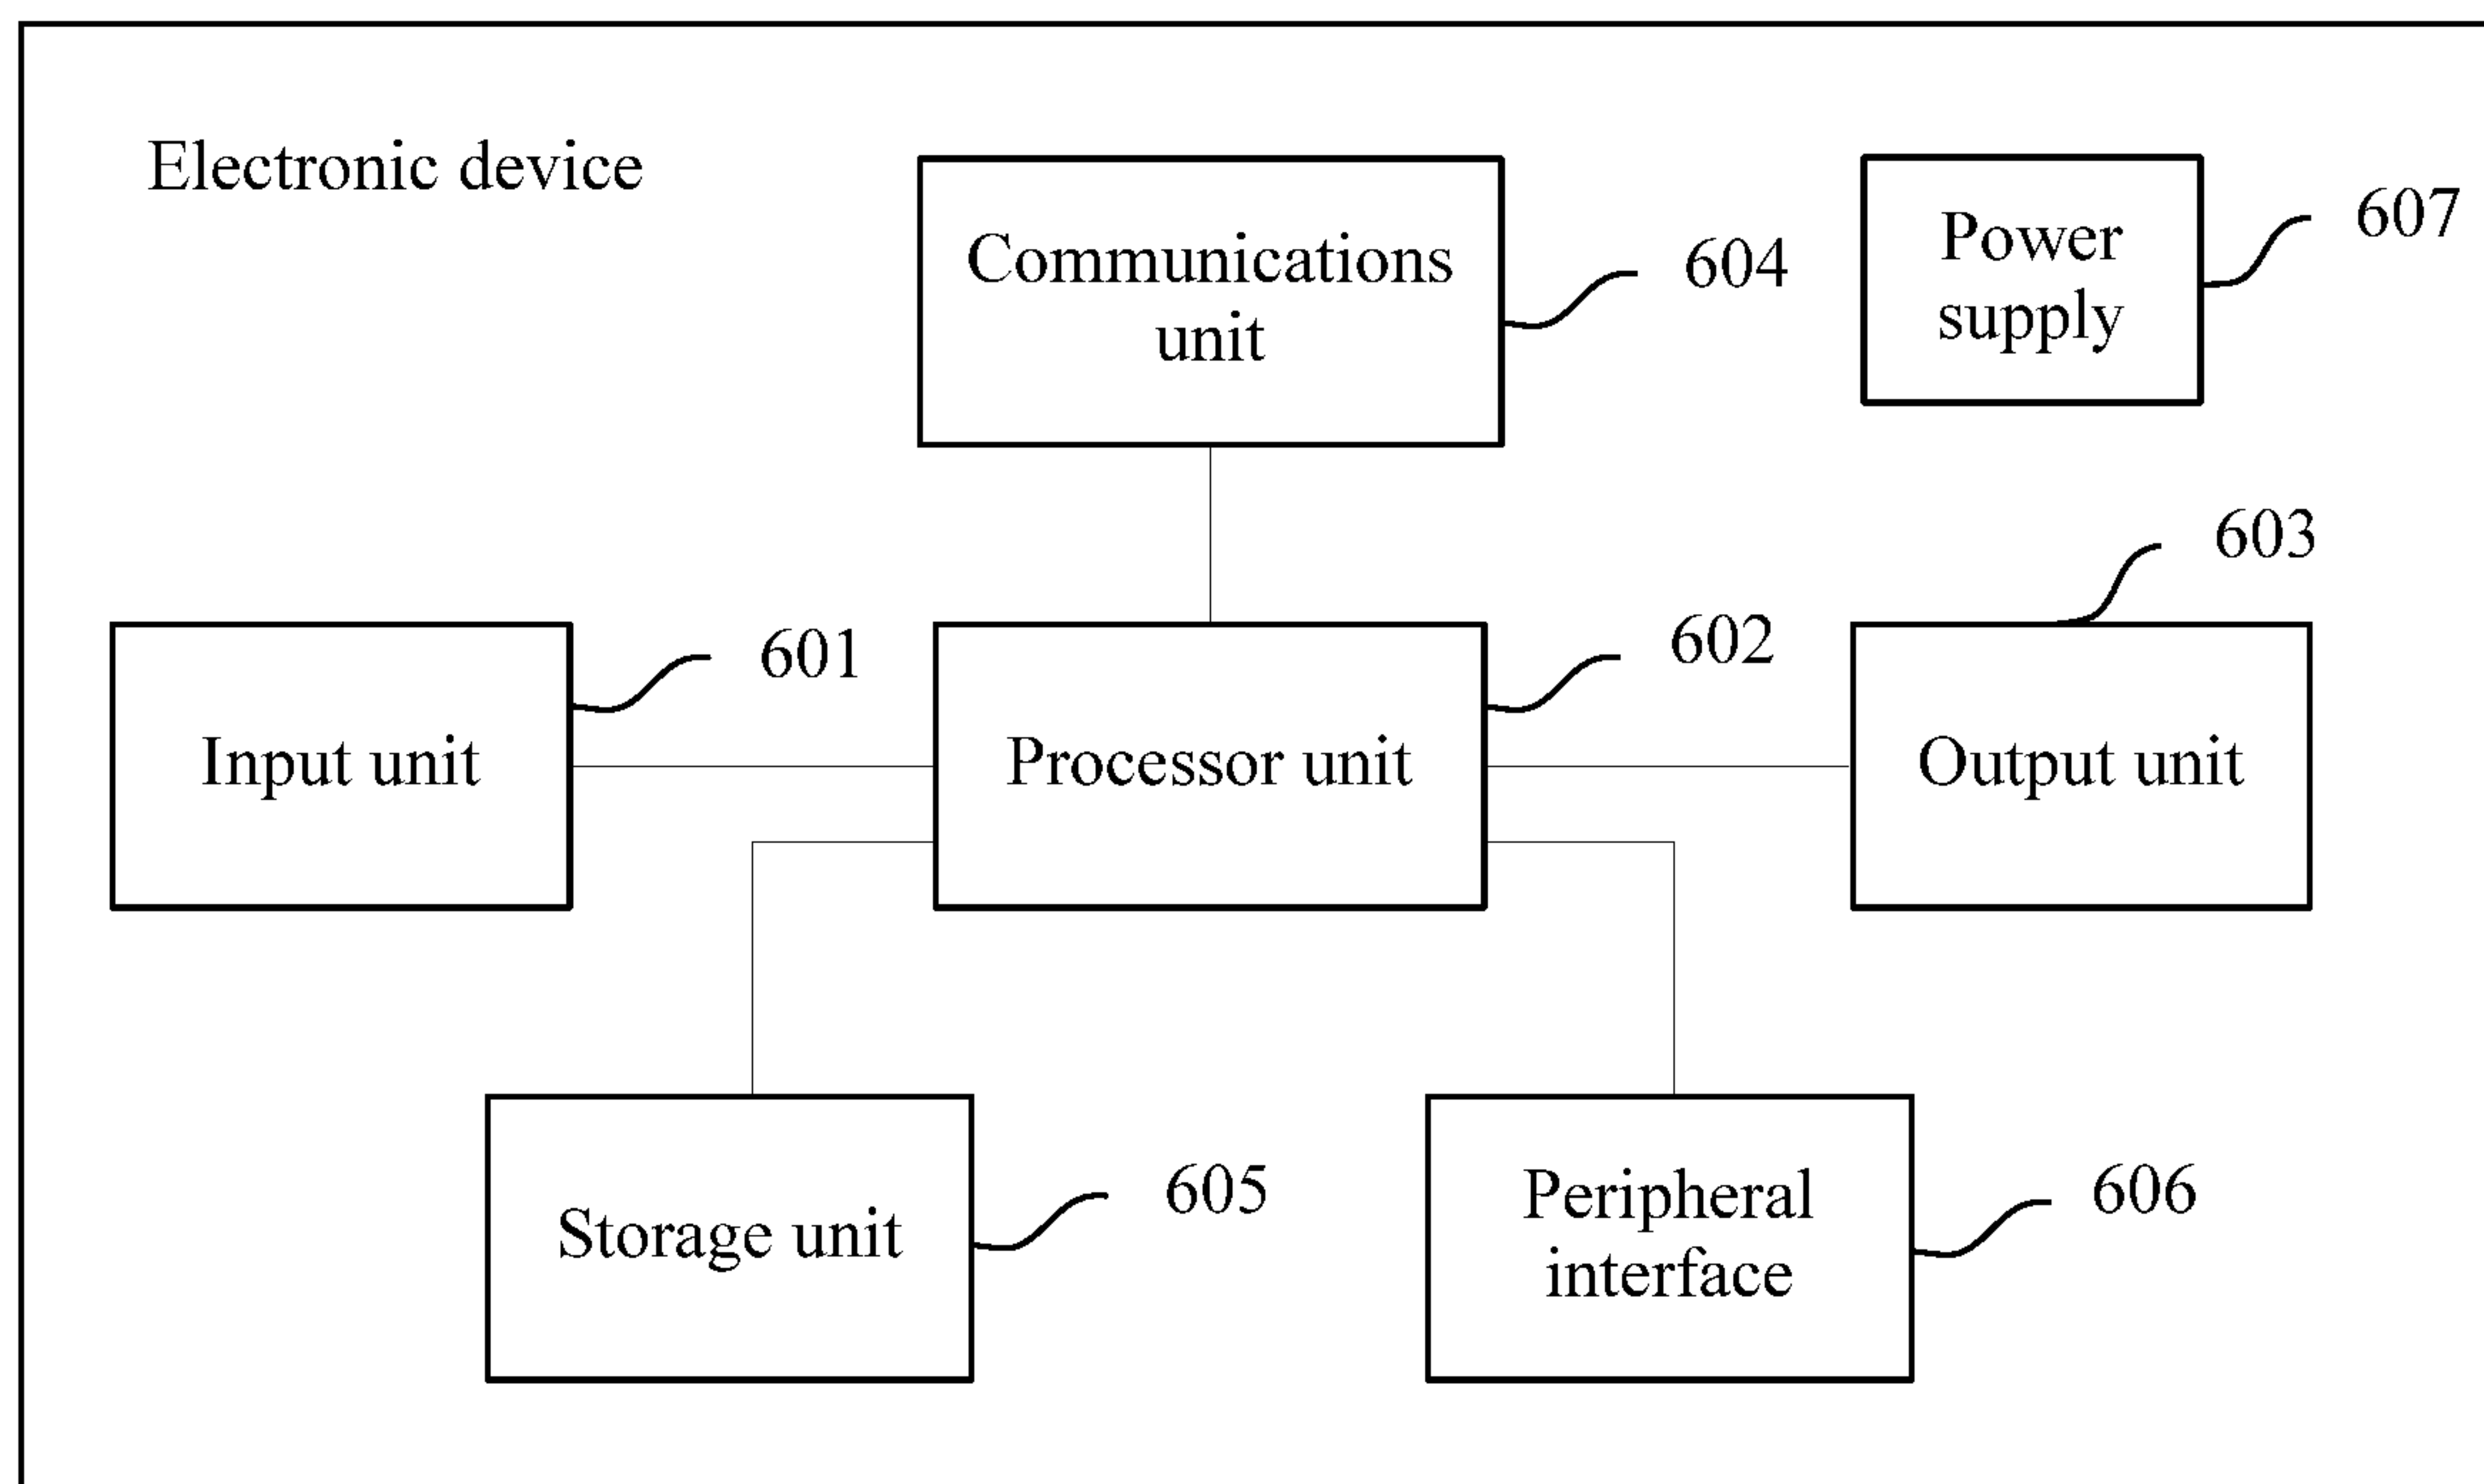 Electronic device
Communications
unit
604
Power
supply
607
603
Input unit
601
Processor unit
602
Output unit
Storage unit
605
Peripheral
interface
606